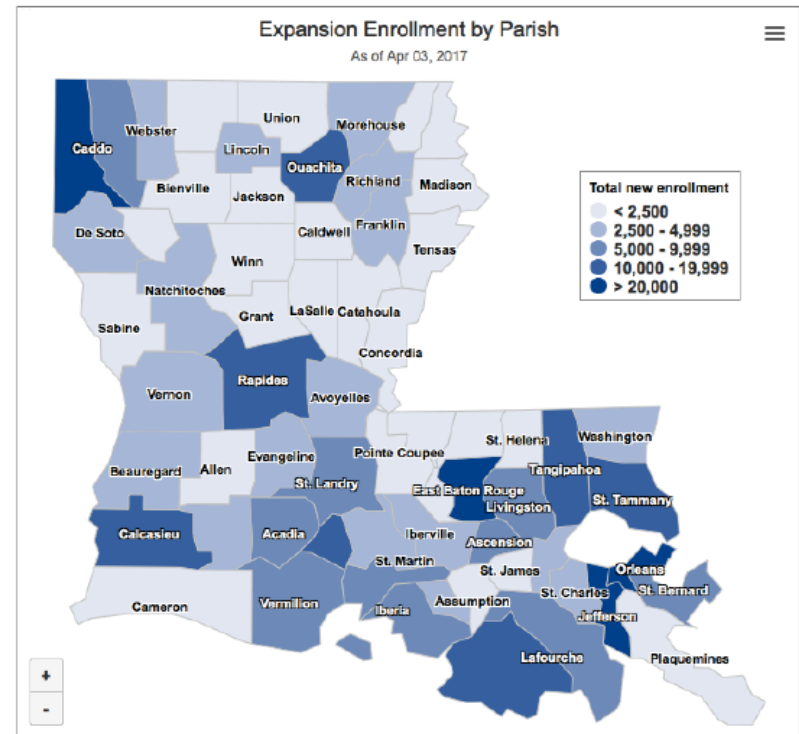 Expansion Enrollment by Parish
As of Apr 03, 2017
Union
Morehouse
Webster
Caddo
Lincoln
Ouachita
Richland
Madison
Bienville
Jackson
Total new enrollment
< 2,500
2,500 - 4,999
5,000 - 9,999
10,000 - 19,999
> 20,000
De Soto
Caldwell
Franklin
Tensas
Winn
Natchitoches
Grant
LaSalle
Catahoula
Sabine
Concordia
Rapides
Vernon
Avoyelles
Washington
St. Helena
Pointe Coupee
Evangeline
Beauregard
Allen
Tangipahoa
St. Landry
East Baton Rouge
St. Tammany
Livingston
Calcasieu
Acadia
Iberville
Ascension
St. Martin
St. James
Orleans
St. Charles
St. Bernard
Cameron
Vermillion
Iberia
Assumption
Jefferson
Lafourche
Plaquemines
+
-